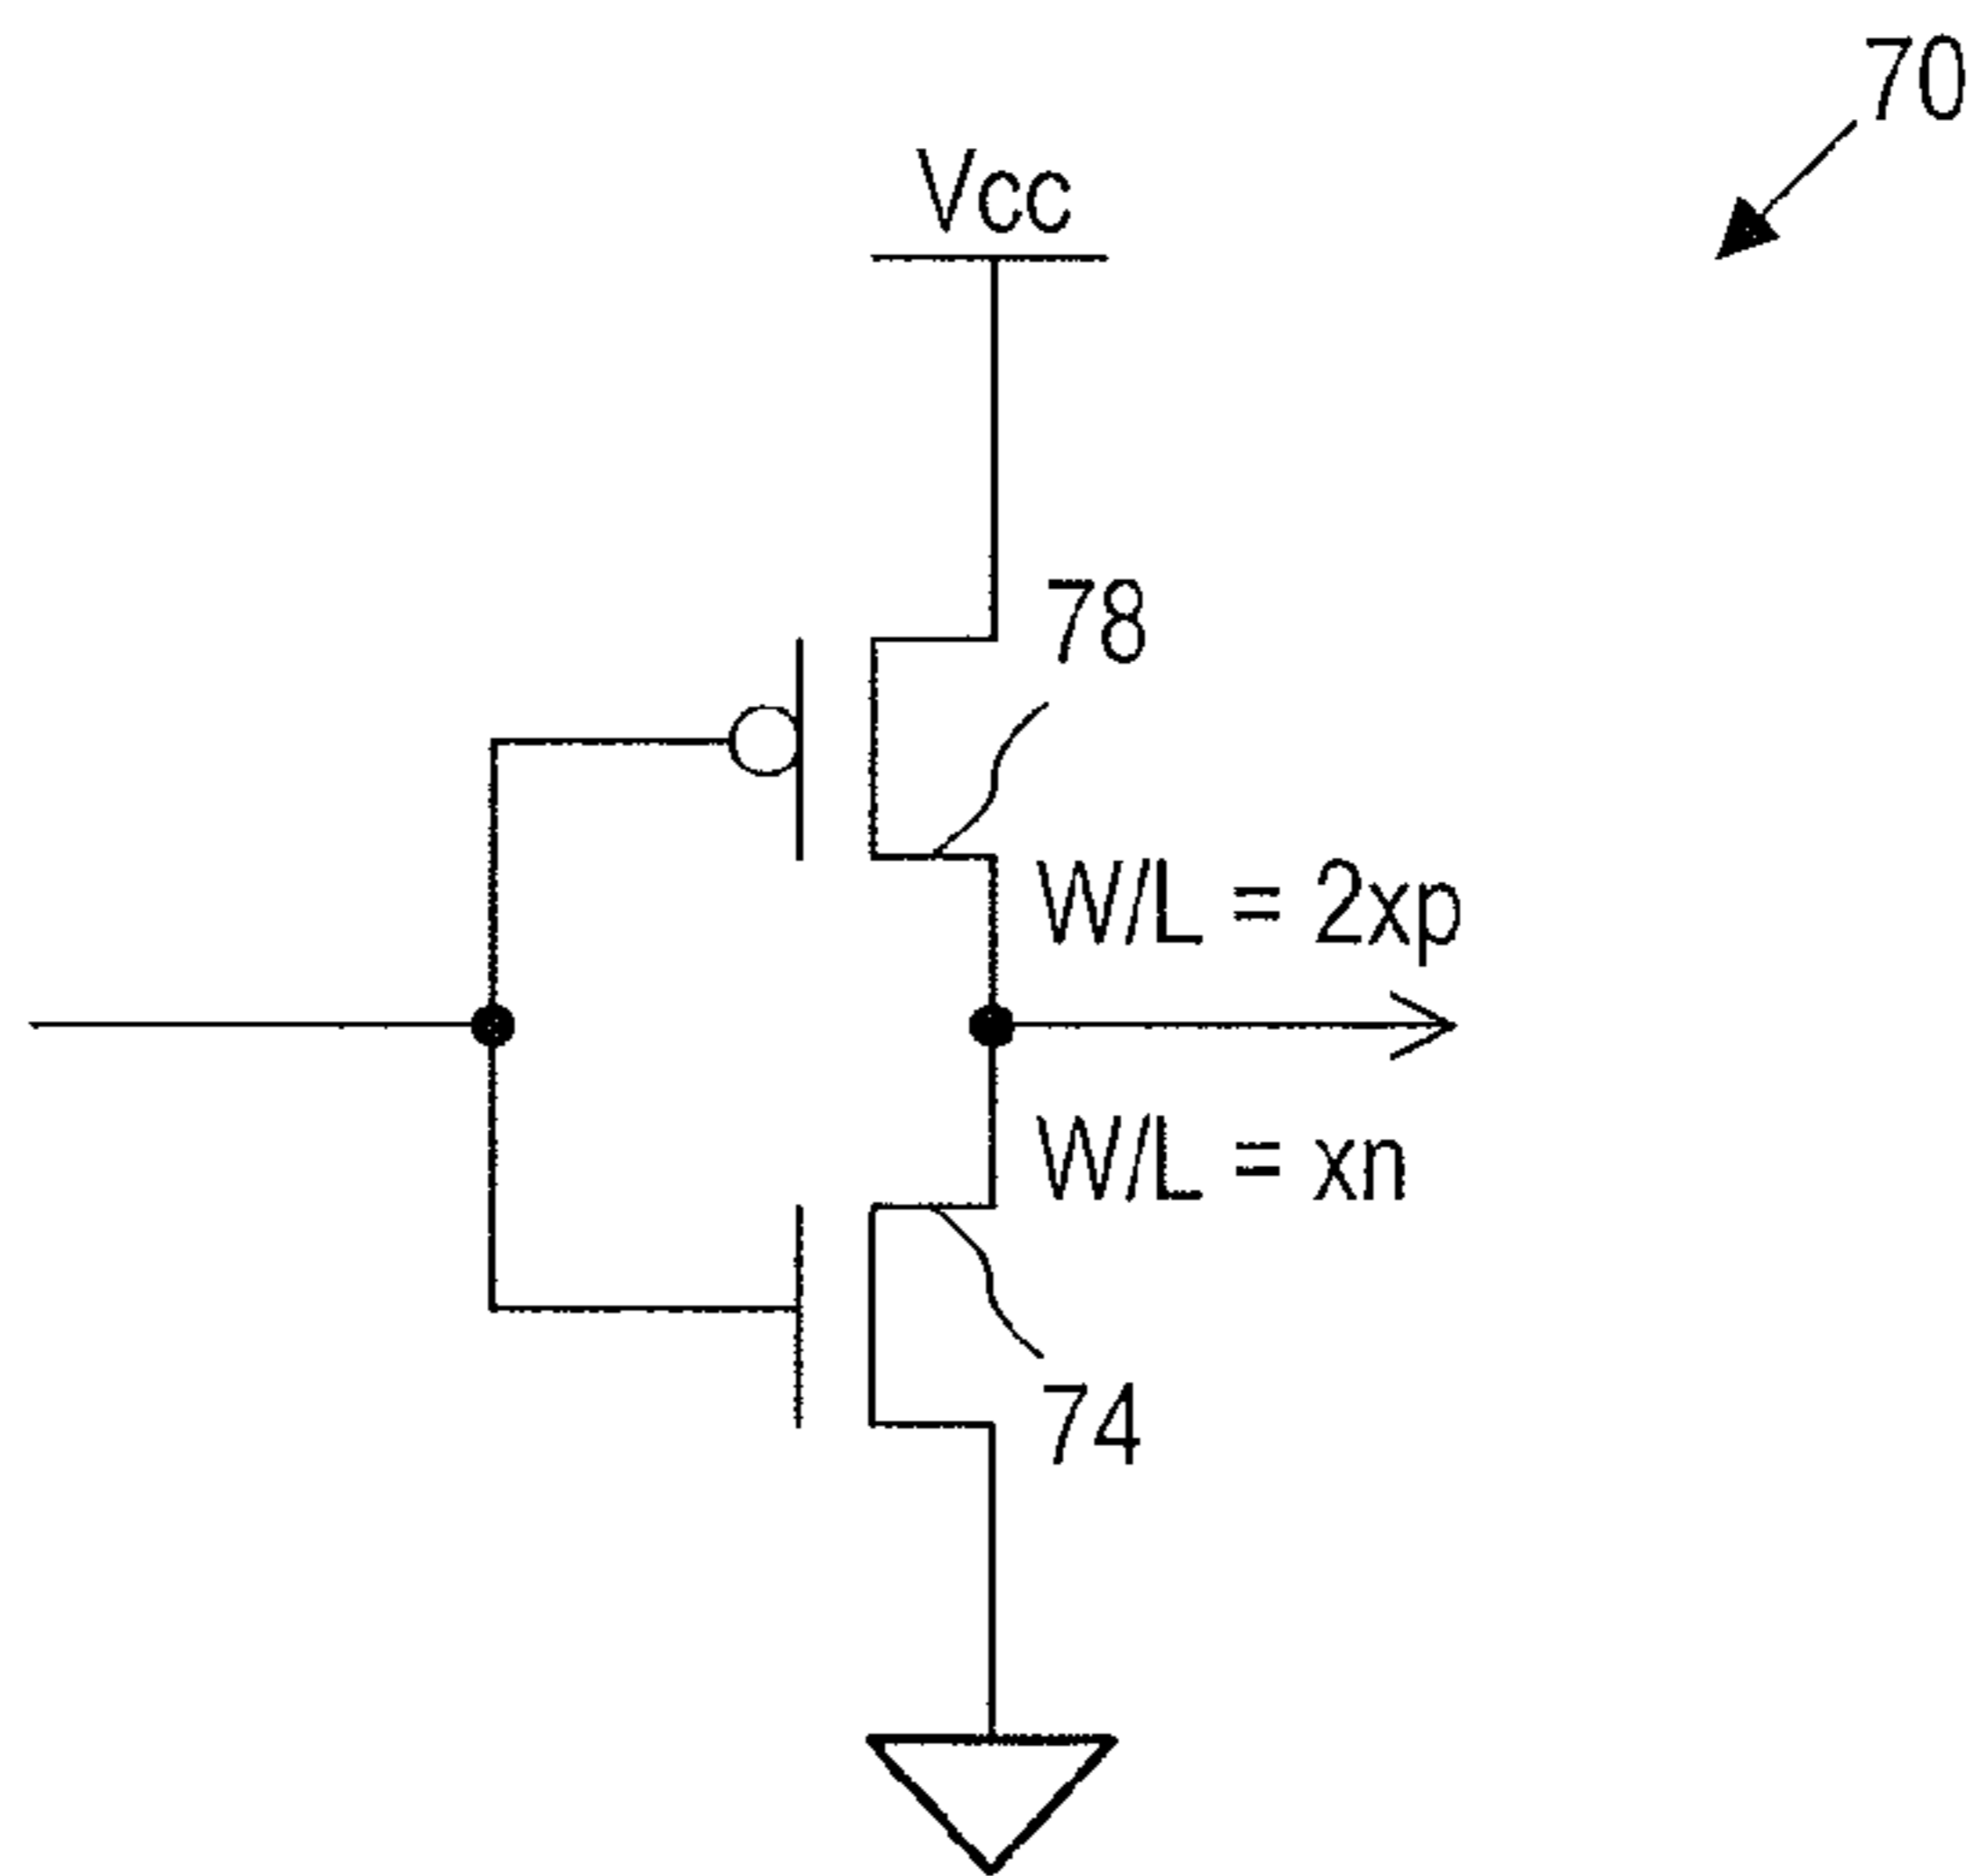 70
Vcc
78
W/L = 2xp
W/L = xn
74